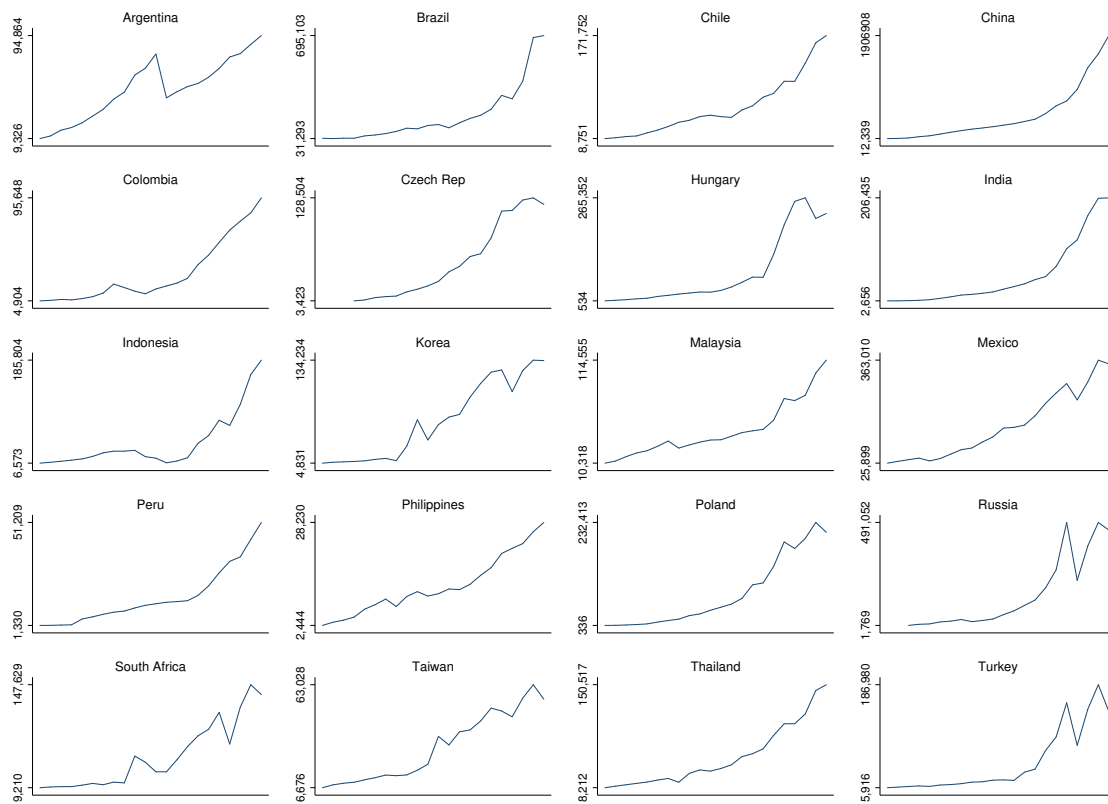 Argentina
94,864
9,326
Brazil
695,103
31,293
Chile
171,752
8,751
China
1906908
12,339
Colombia
95,648
4,904
Czech Rep
128,504
3,423
Hungary
265,352
534
India
206,435
2,656
Indonesia
185,804
6,573
Korea
134,234
4,831
Malaysia
114,555
10,318
Mexico
363,010
25,899
Peru
51,209
1,330
Philippines
28,230
2,444
Poland
232,413
336
Russia
491,052
1,769
South Africa
147,629
9,210
Taiwan
63,028
6,676
Thailand
150,517
8,212
Turkey
186,980
5,916